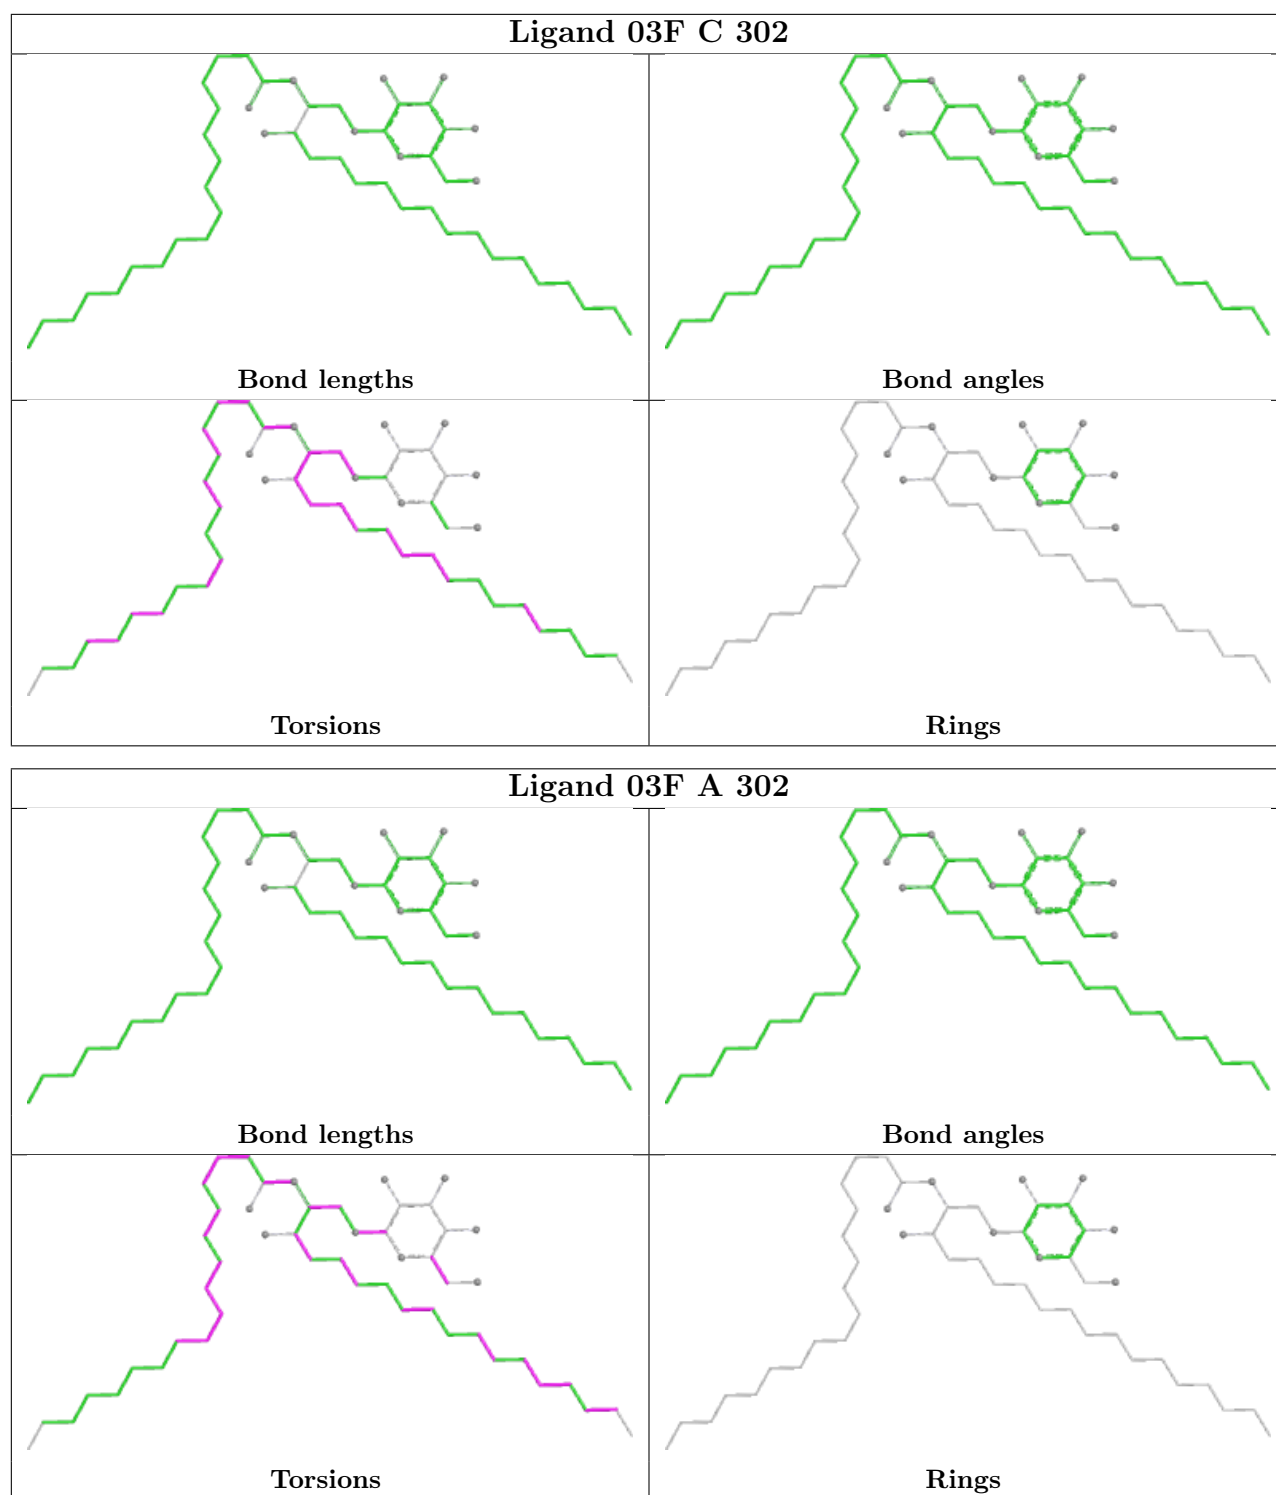 Ligand 03F C 302
Bond lengths
Bond angles
Torsions
Rings
Ligand 03F A 302
Bond lengths
Bond angles
Torsions
Rings